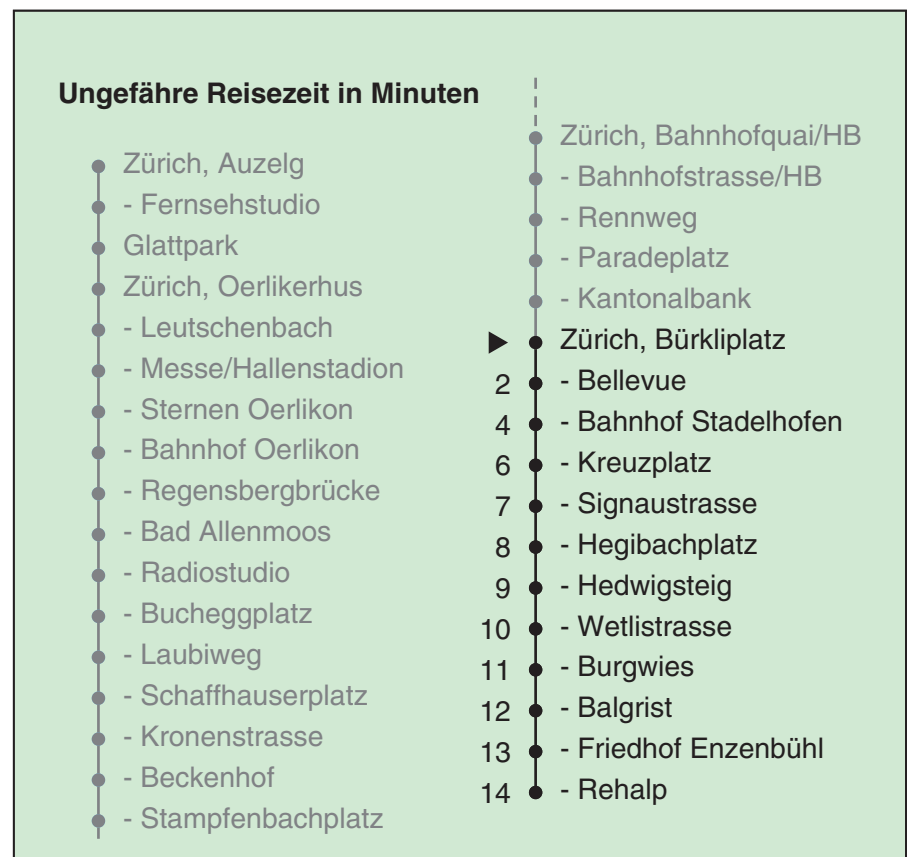 Ungefähre Reisezeit in Minuten
Zürich, Auzelg
- Fernsehstudio
Glattpark
Zürich, Oerlikerhus
- Leutschenbach
- Messe/Hallenstadion
- Sternen Oerlikon
- Bahnhof Oerlikon
- Regensbergbrücke
- Bad Allenmoos
- Radiostudio
- Bucheggplatz
- Laubiweg
- Schaffhauserplatz
- Kronenstrasse
- Beckenhof
- Stampfenbachplatz
Zürich, Bahnhofquai/HB
- Bahnhofstrasse/HB
- Rennweg
- Paradeplatz
- Kantonalbank
Zürich, Bürkliplatz
2 - Bellevue
4 - Bahnhof Stadelhofen
6 - Kreuzplatz
7 - Signaustrasse
8 - Hegibachplatz
9 - Hedwigsteig
10 - Wetlistrasse
11 - Burgwies
12 - Balgrist
13 - Friedhof Enzenbühl
14 - Rehalp